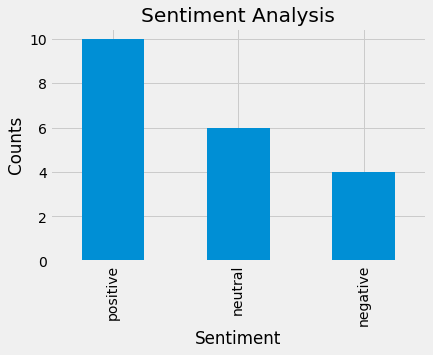 Sentiment Analysis
Counts
10
8
6
4
2
0
positive
neutral
negative
Sentiment